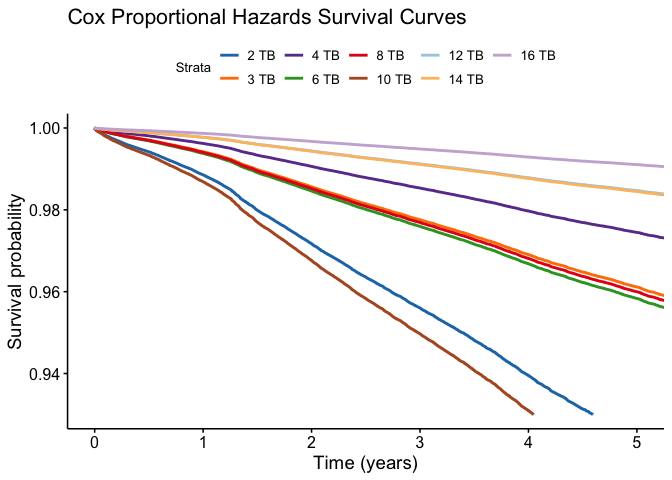 Cox Proportional Hazards Survival Curves
Strata
2 TB 4 TB 8 TB 12 TB 16 TB
3 TB 6 TB 10 TB 14 TB
Survival probability
1.00
0.98
0.96
0.94
0 1 2 3 4 5
Time (years)